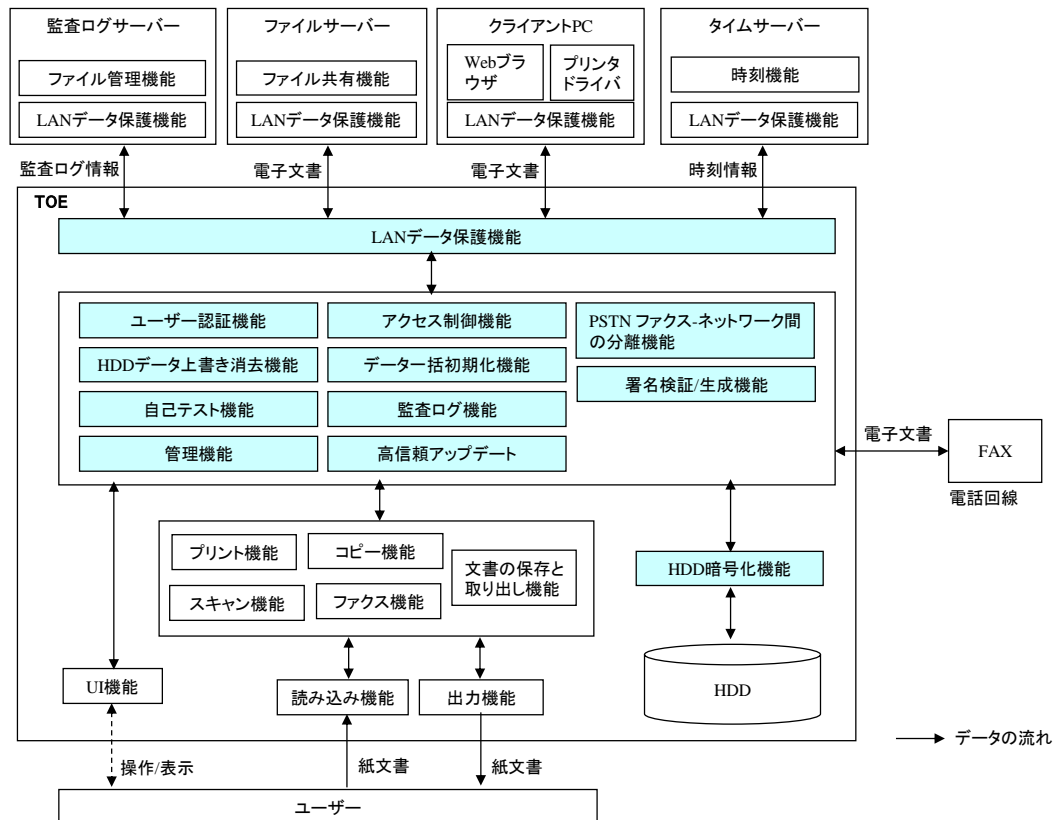 監査ログサーバー
ファイル管理機能
LANデータ保護機能
ファイルサーバー
ファイル共有機能
LANデータ保護機能
クライアントPC
Webブラ
ウザ
プリンタ
ドライバ
LANデータ保護機能
タイムサーバー
時刻機能
LANデータ保護機能
監査ログ情報
電子文書
電子文書
時刻情報
TOE
LANデータ保護機能
ユーザー認証機能
アクセス制御機能
PSTN ファクス-ネットワーク間
の分離機能
HDDデータ上書き消去機能
データ一括初期化機能
署名検証/生成機能
自己テスト機能
監査ログ機能
管理機能
高信頼アップデート
電子文書
FAX
電話回線
プリント機能
コピー機能
文書の保存と
取り出し機能
スキャン機能
ファクス機能
HDD暗号化機能
UI機能
読み込み機能
出力機能
HDD
データの流れ
操作/表示
紙文書
紙文書
ユーザー